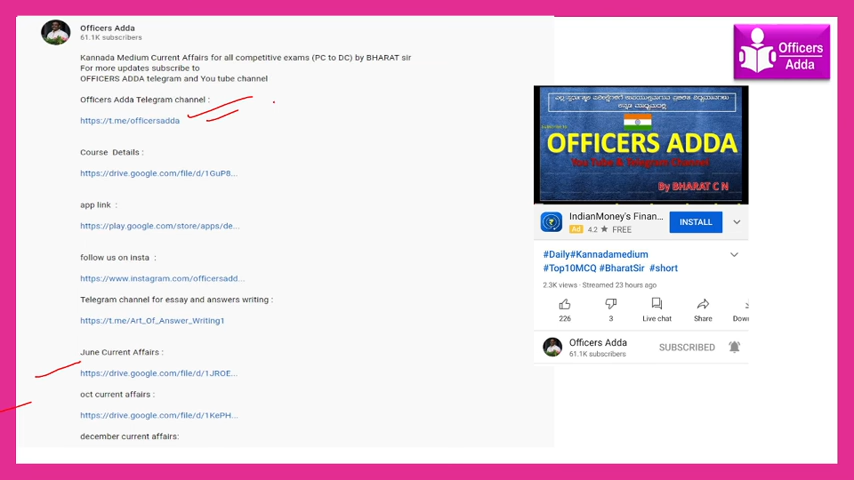 Officers Adda
61.1K subscribers
Kannada Medium Current Affairs for all competitive exams (PC to DC) by BHARAT sir
For more updates subscribe to
OFFICERS ADDA telegram and You tube channel
Officers Adda Telegram channel :
https://t.me/officersadda
Course Details :
https://drive.google.com/file/d/1GuP8...
app link :
https://play.google.com/store/apps/de...
follow us on insta :
https://www.instagram.com/officersadd...
Telegram channel for essay and answers writing :
https://t.me/Art_Of_Answer_Writing1
June Current Affairs :
https://drive.google.com/file/d/1JROE...
oct current affairs :
https://drive.google.com/file/d/1KePH...
december current affairs:
Officers
Adda
OFFICERS ADDA
You Tube & Telegram Channel
By BHARAT C N
IndianMoney's Finan...
Ad 4.2 ★ FREE
INSTALL
#Daily#Kannadamedium
#Top10MCQ #BharatSir #short
2.3K views · Streamed 23 hours ago
226 3 Live chat Share Down
Officers Adda
61.1K subscribers
SUBSCRIBED